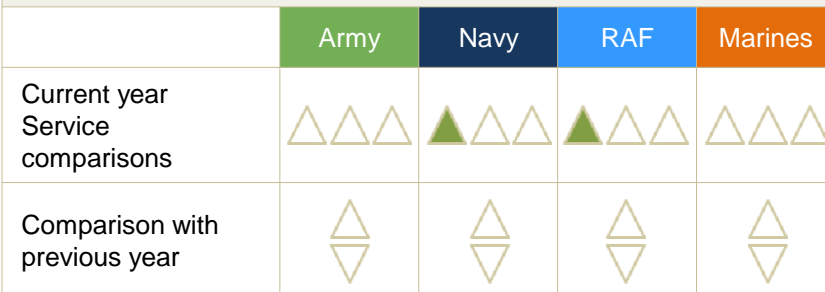 Army Navy RAF Marines
Current year
Service
comparisons
Comparison with
previous year